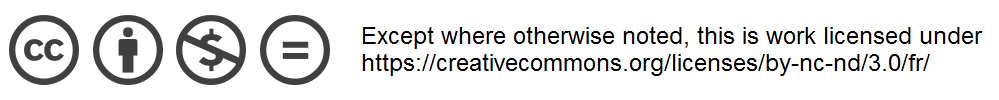 cc
Except where otherwise noted, this is work licensed under
https://creativecommons.org/licenses/by-nc-nd/3.0/fr/